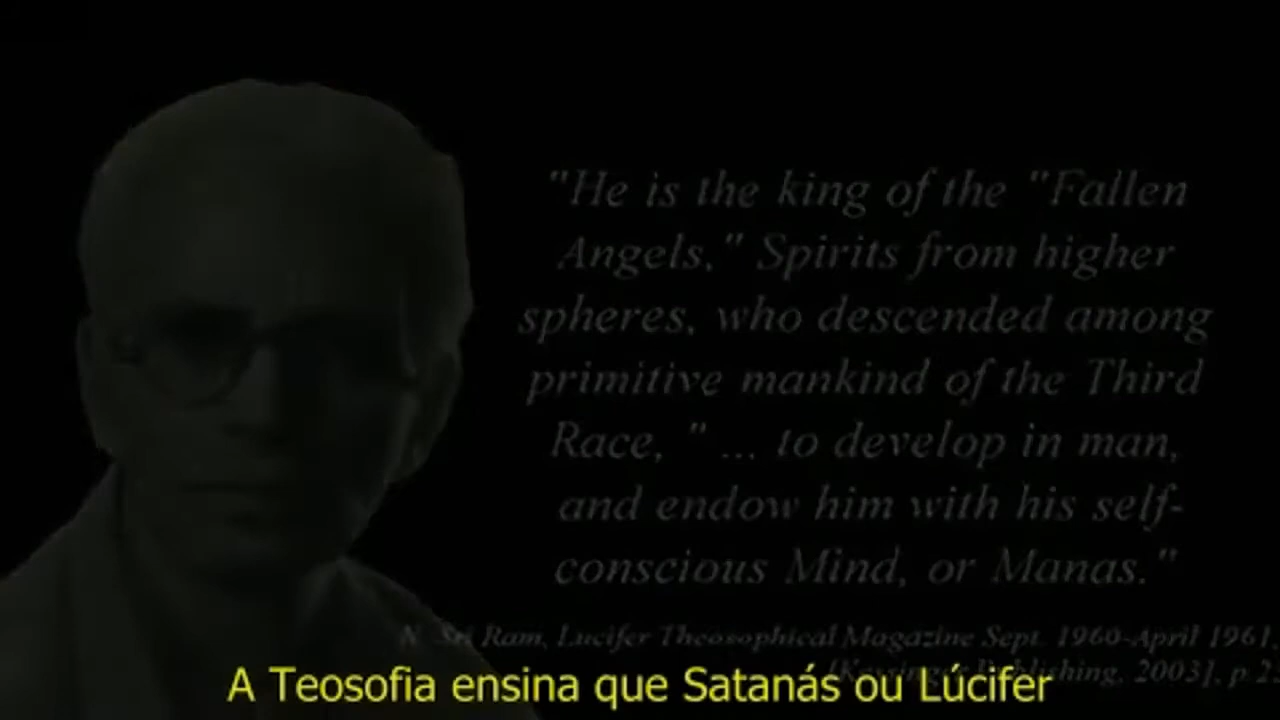 "He is the king of the "Fallen
Angels," Spirits from higher
spheres, who descended among
primitive mankind of the Third
Race, " ... to develop in man,
and endow him with his self-
conscious Mind, or Manas."
N. Sri Ram, Lucifer Theosophical Magazine Sept. 1960-April 1961,
Publishing, 2003], p.
A Teosofia ensina que Satanás ou Lúcifer